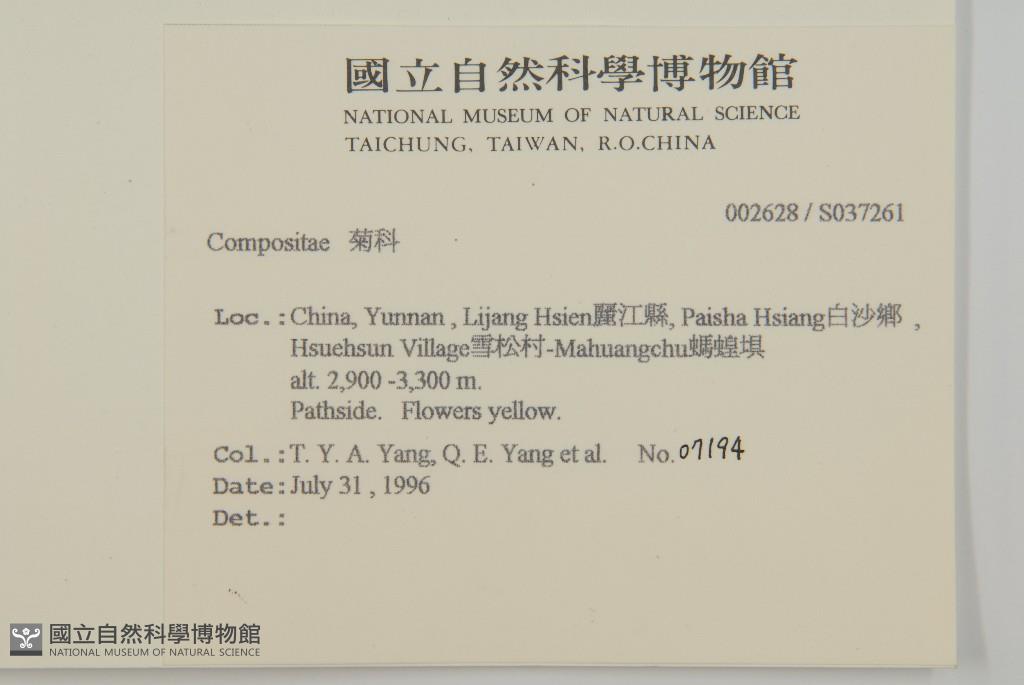 國立自然科學博物館
NATIONAL MUSEUM OF NATURAL SCIENCE
TAICHUNG, TAIWAN, R.O.CHINA
002628 / S037261
Compositae 菊科
Loc.:China, Yunnan , Lijang Hsien麗江縣, Paisha Hsiang白沙鄉 ,
Hsuehsun Village雪松村-Mahuangchu螞蝗埧
alt. 2,900 -3,300 m.
Pathside. Flowers yellow.
Col.:T. Y. A. Yang, Q. E. Yang et al. No.07194
Date:July 31 , 1996
Det.:
國立自然科學博物館
NATIONAL MUSEUM OF NATURAL SCIENCE